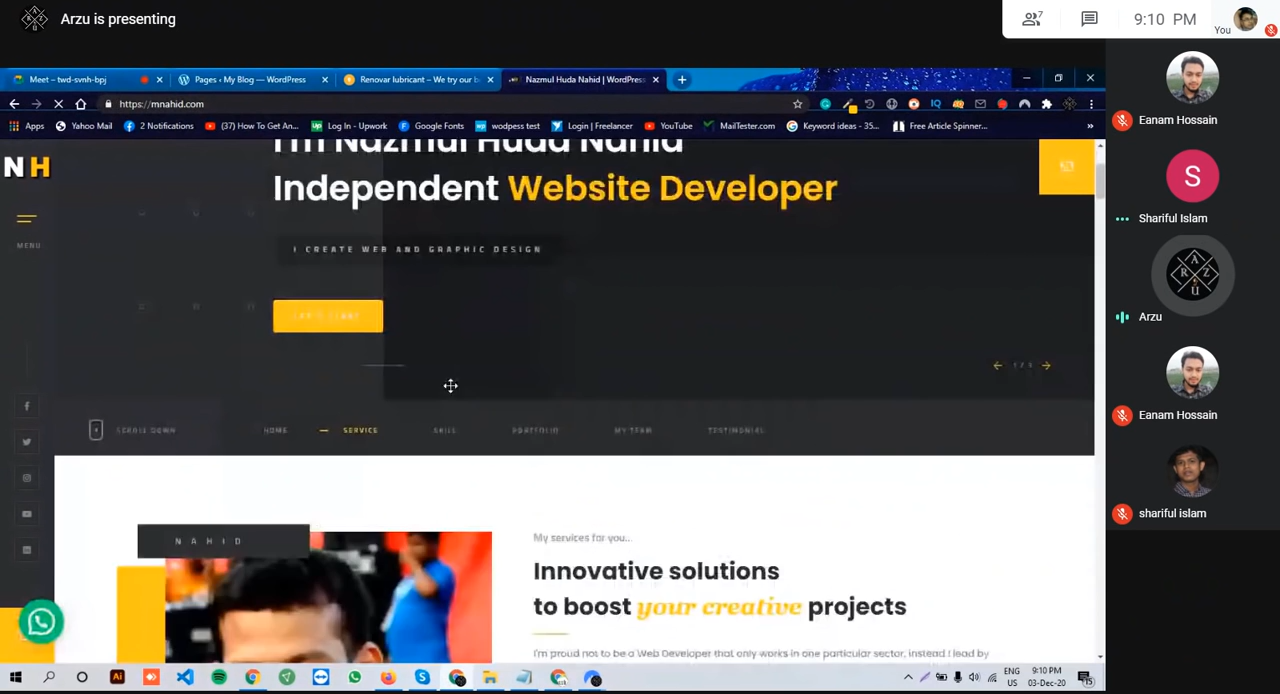 Arzu is presenting
7
9:10 PM
You
Meet – twd-svnh-bpj
Pages ‹ My Blog — WordPress
Renovar lubricant – We try our b
Nazmul Huda Nahid | WordPress
https://mnahid.com
Apps
Yahoo Mail
2 Notifications
(37) How To Get An...
Log In - Upwork
Google Fonts
wodpess test
Login | Freelancer
YouTube
MailTester.com
Keyword ideas - 35...
Free Article Spinner...
»
NH
MENU
I'm Nazmul Huda Nahid
Independent Website Developer
I CREATE WEB AND GRAPHIC DESIGN
LET'S START
SCROLL DOWN
HOME
SERVICE
SKILL
PORTFOLIO
MY TEAM
TESTIMONIAL
NAHID
My services for you...
Innovative solutions
to boost your creative projects
I'm proud not to be a Web Developer that only works in one particular sector, instead I lead by
Eanam Hossain
S
Shariful Islam
A
R Z
U
Arzu
Eanam Hossain
shariful islam
ENG
US
9:10 PM
03-Dec-20
15